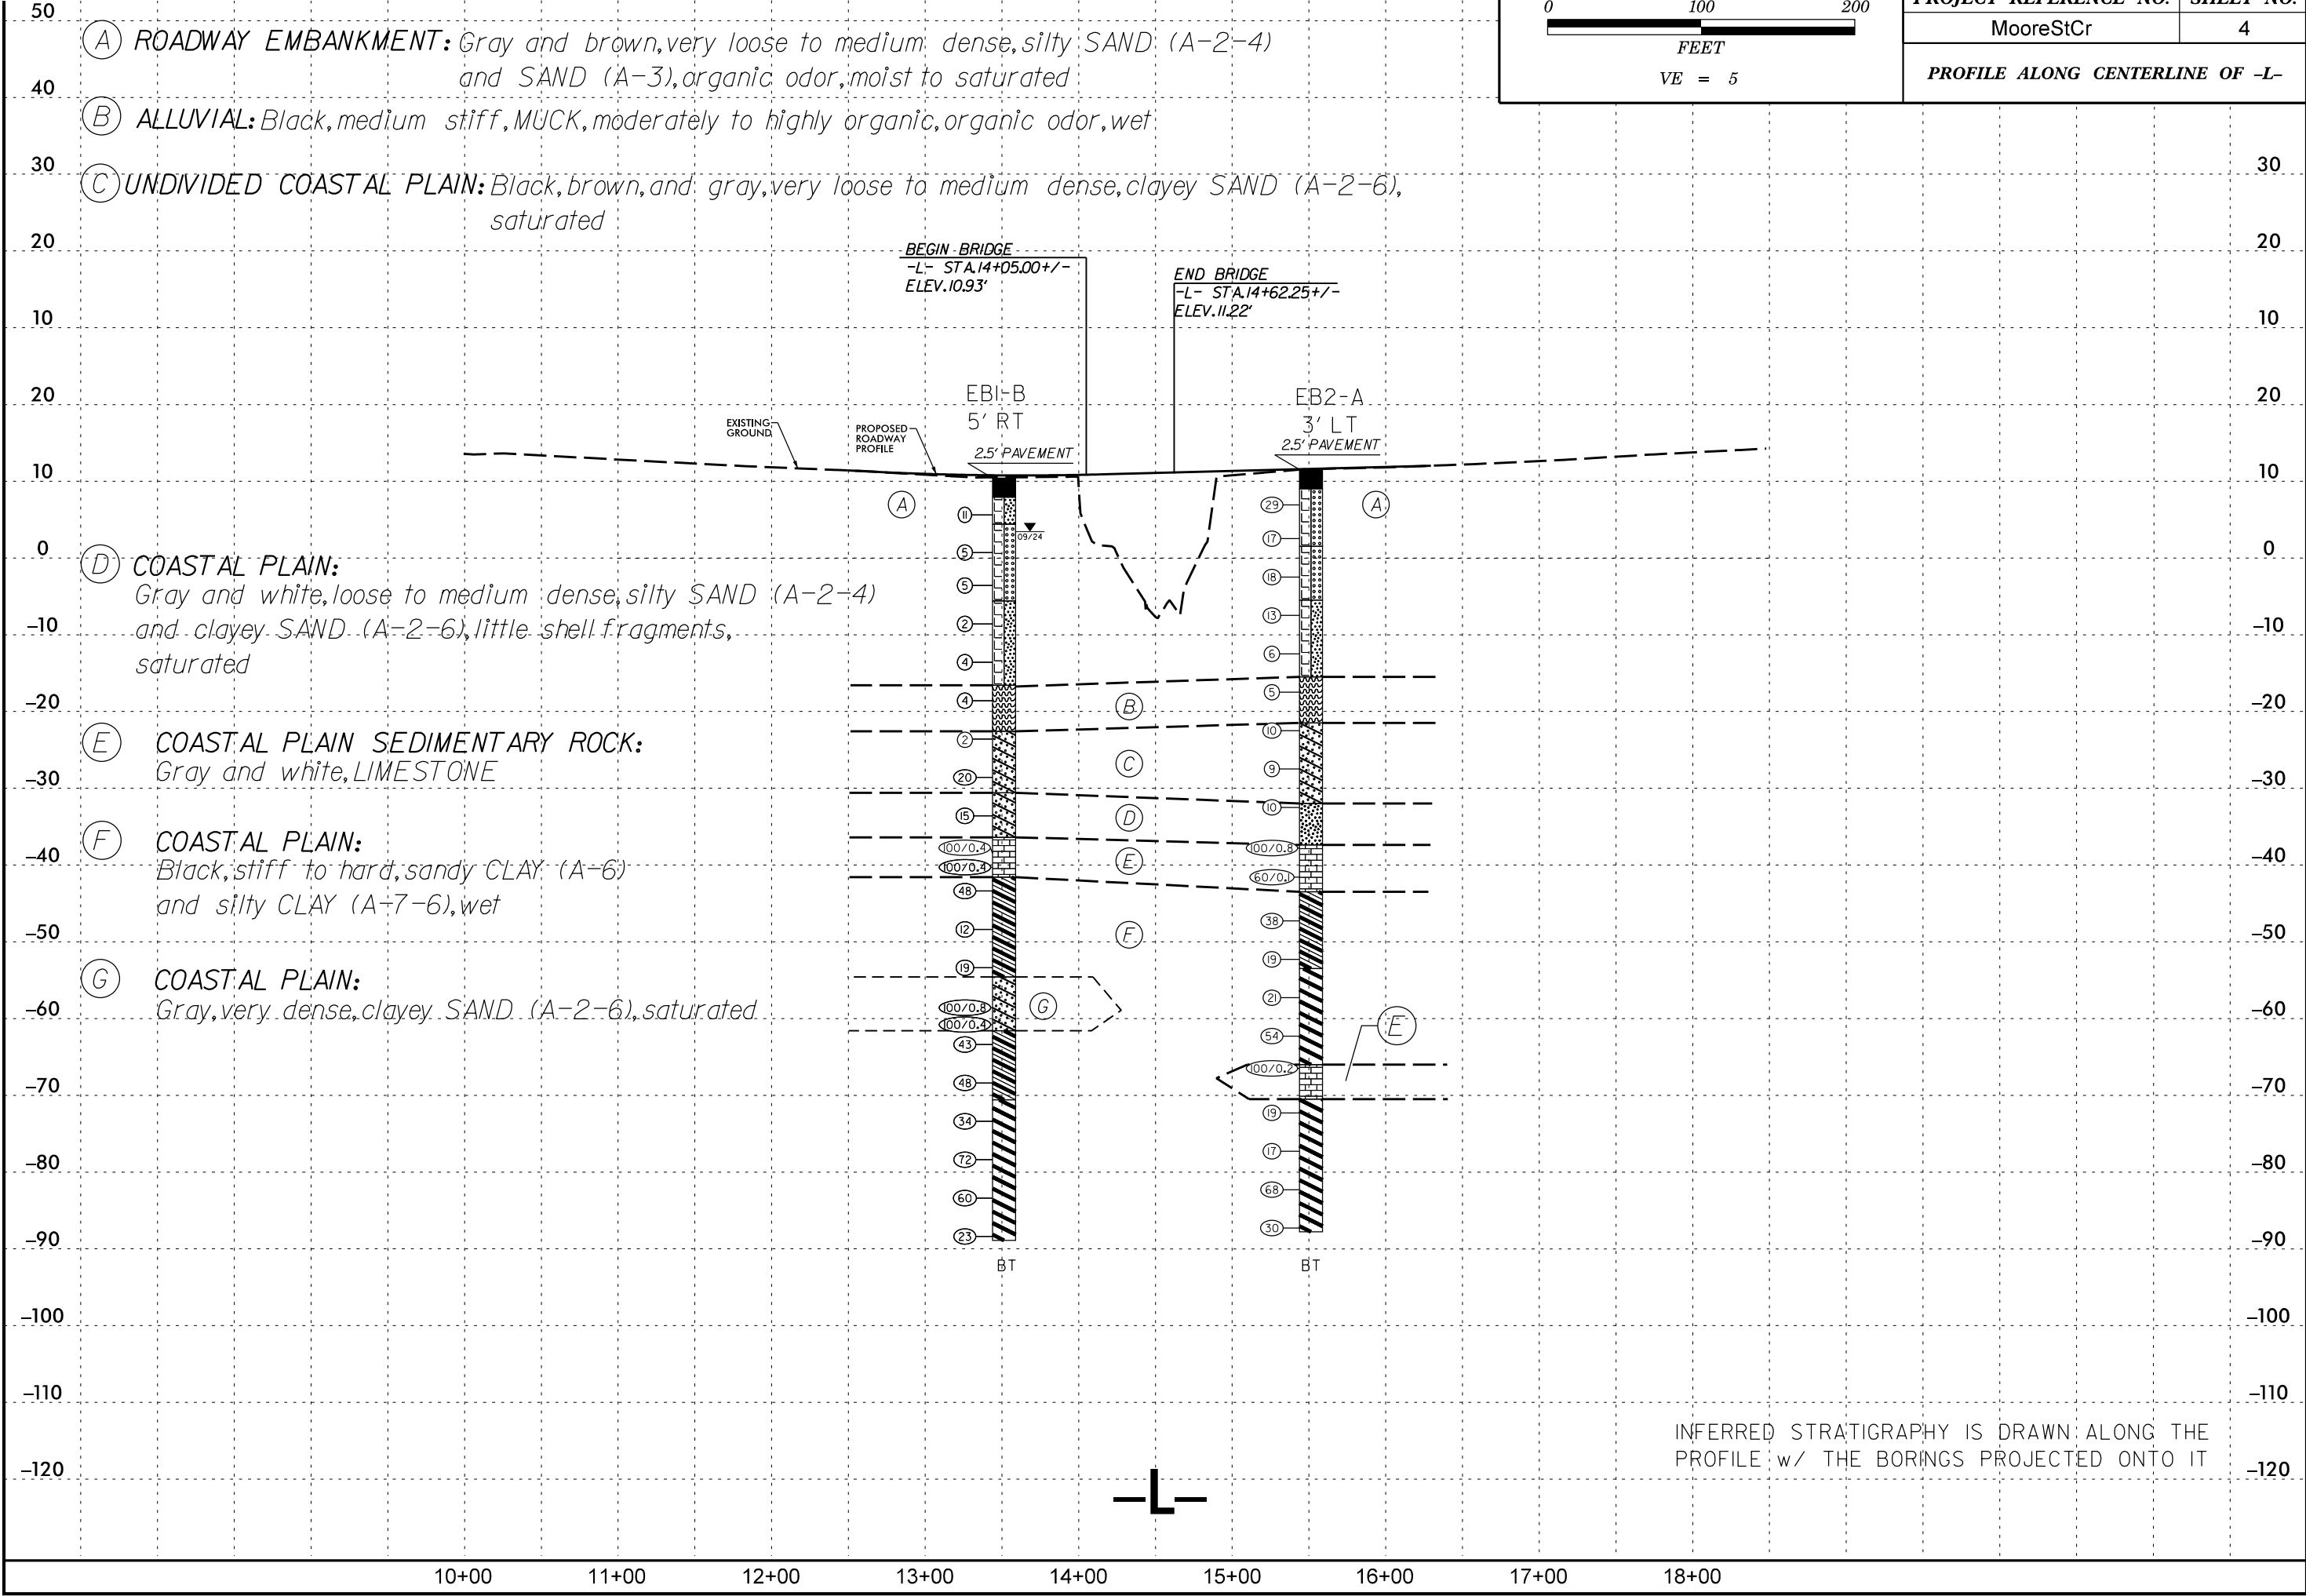 50
40
30
20
10
20
10
0
-10
-20
-30
-40
-50
-60
-70
-80
-90
-100
-110
-120
(A) ROADWAY EMBANKMENT: Gray and brown, very loose to medium dense, silty SAND (A-2-4)
and SAND (A-3), organic odor, moist to saturated
(B) ALLUVIAL: Black, medium stiff, MUCK, moderately to highly organic, organic odor, wet
(C) UNDIVIDED COASTAL PLAIN: Black, brown, and gray, very loose to medium dense, clayey SAND (A-2-6),
saturated
0 100 200
FEET
VE = 5
PROJECT REFERENCE NO. SHEET NO.
MooreStCr 4
PROFILE ALONG CENTERLINE OF -L-
BEGIN BRIDGE
-L- STA.14+05.00+/-
ELEV.10.93'
END BRIDGE
-L- STA.14+62.25+/-
ELEV.11.22'
EXISTING
GROUND
PROPOSED
ROADWAY
PROFILE
EB1-B
5' RT
2.5' PAVEMENT
EB2-A
3' LT
2.5' PAVEMENT
A
A
09/24
(D) COASTAL PLAIN:
Gray and white, loose to medium dense, silty SAND (A-2-4)
and clayey SAND (A-2-6), little shell fragments,
saturated
(E) COASTAL PLAIN SEDIMENTARY ROCK:
Gray and white, LIMESTONE
(F) COASTAL PLAIN:
Black, stiff to hard, sandy CLAY (A-6)
and silty CLAY (A-7-6), wet
(G) COASTAL PLAIN:
Gray, very dense, clayey SAND (A-2-6), saturated
11
5
5
2
4
4
2
20
15
100/0.4
100/0.4
48
12
19
100/0.8
100/0.4
43
48
34
72
60
23
BT
B
C
D
E
F
G
29
17
18
13
6
5
10
9
10
100/0.8
60/0.1
38
19
21
54
100/0.2
19
17
68
30
BT
E
30
20
10
20
10
0
-10
-20
-30
-40
-50
-60
-70
-80
-90
-100
-110
-120
INFERRED STRATIGRAPHY IS DRAWN ALONG THE
PROFILE w/ THE BORINGS PROJECTED ONTO IT
-L-
10+00 11+00 12+00 13+00 14+00 15+00 16+00 17+00 18+00